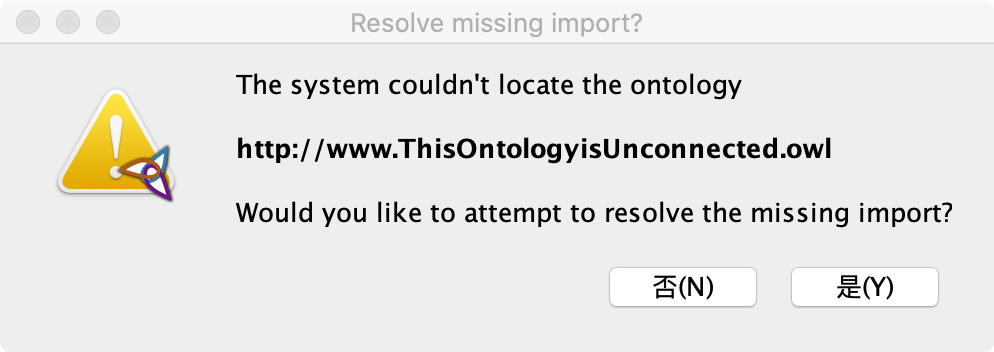 Resolve missing import?
The system couldn't locate the ontology
http://www.ThisOntologyisUnconnected.owl
Would you like to attempt to resolve the missing import?
否(N) 是(Y)